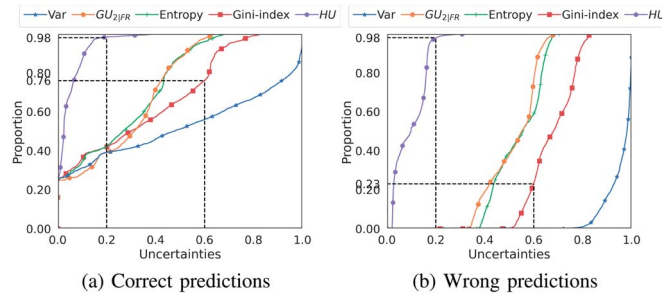 Var GU2|FR Entropy Gini-index HU
Var GU2|FR Entropy Gini-index HU
0.98
0.80
0.76
0.60
0.40
0.20
0.00
Proportion
0.0 0.2 0.4 0.6 0.8 1.0
Uncertainties
(a) Correct predictions
0.98
0.80
0.60
0.40
0.23
0.20
0.00
Proportion
0.0 0.2 0.4 0.6 0.8 1.0
Uncertainties
(b) Wrong predictions